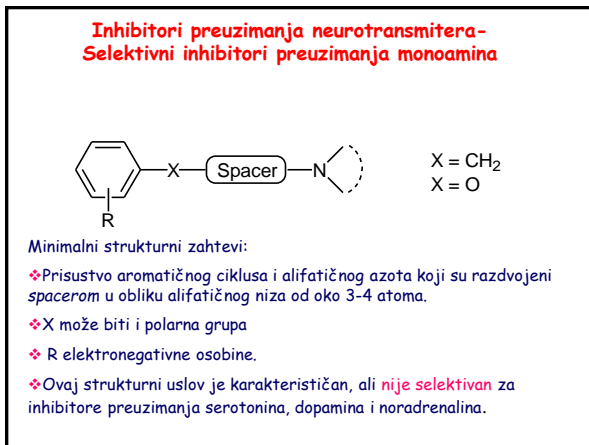 Inhibitori preuzimanja neurotransmitera-
Selektivni inhibitori preuzimanja monoamina
X
Spacer
N
R
X = CH₂
X = O
Minimalni strukturni zahtevi:
❖Prisustvo aromatičnog ciklusa i alifatičnog azota koji su razdvojeni
spacerom u obliku alifatičnog niza od oko 3-4 atoma.
❖X može biti i polarna grupa
❖ R elektronegativne osobine.
❖Ovaj strukturni uslov je karakterističan, ali nije selektivan za
inhibitore preuzimanja serotonina, dopamina i noradrenalina.